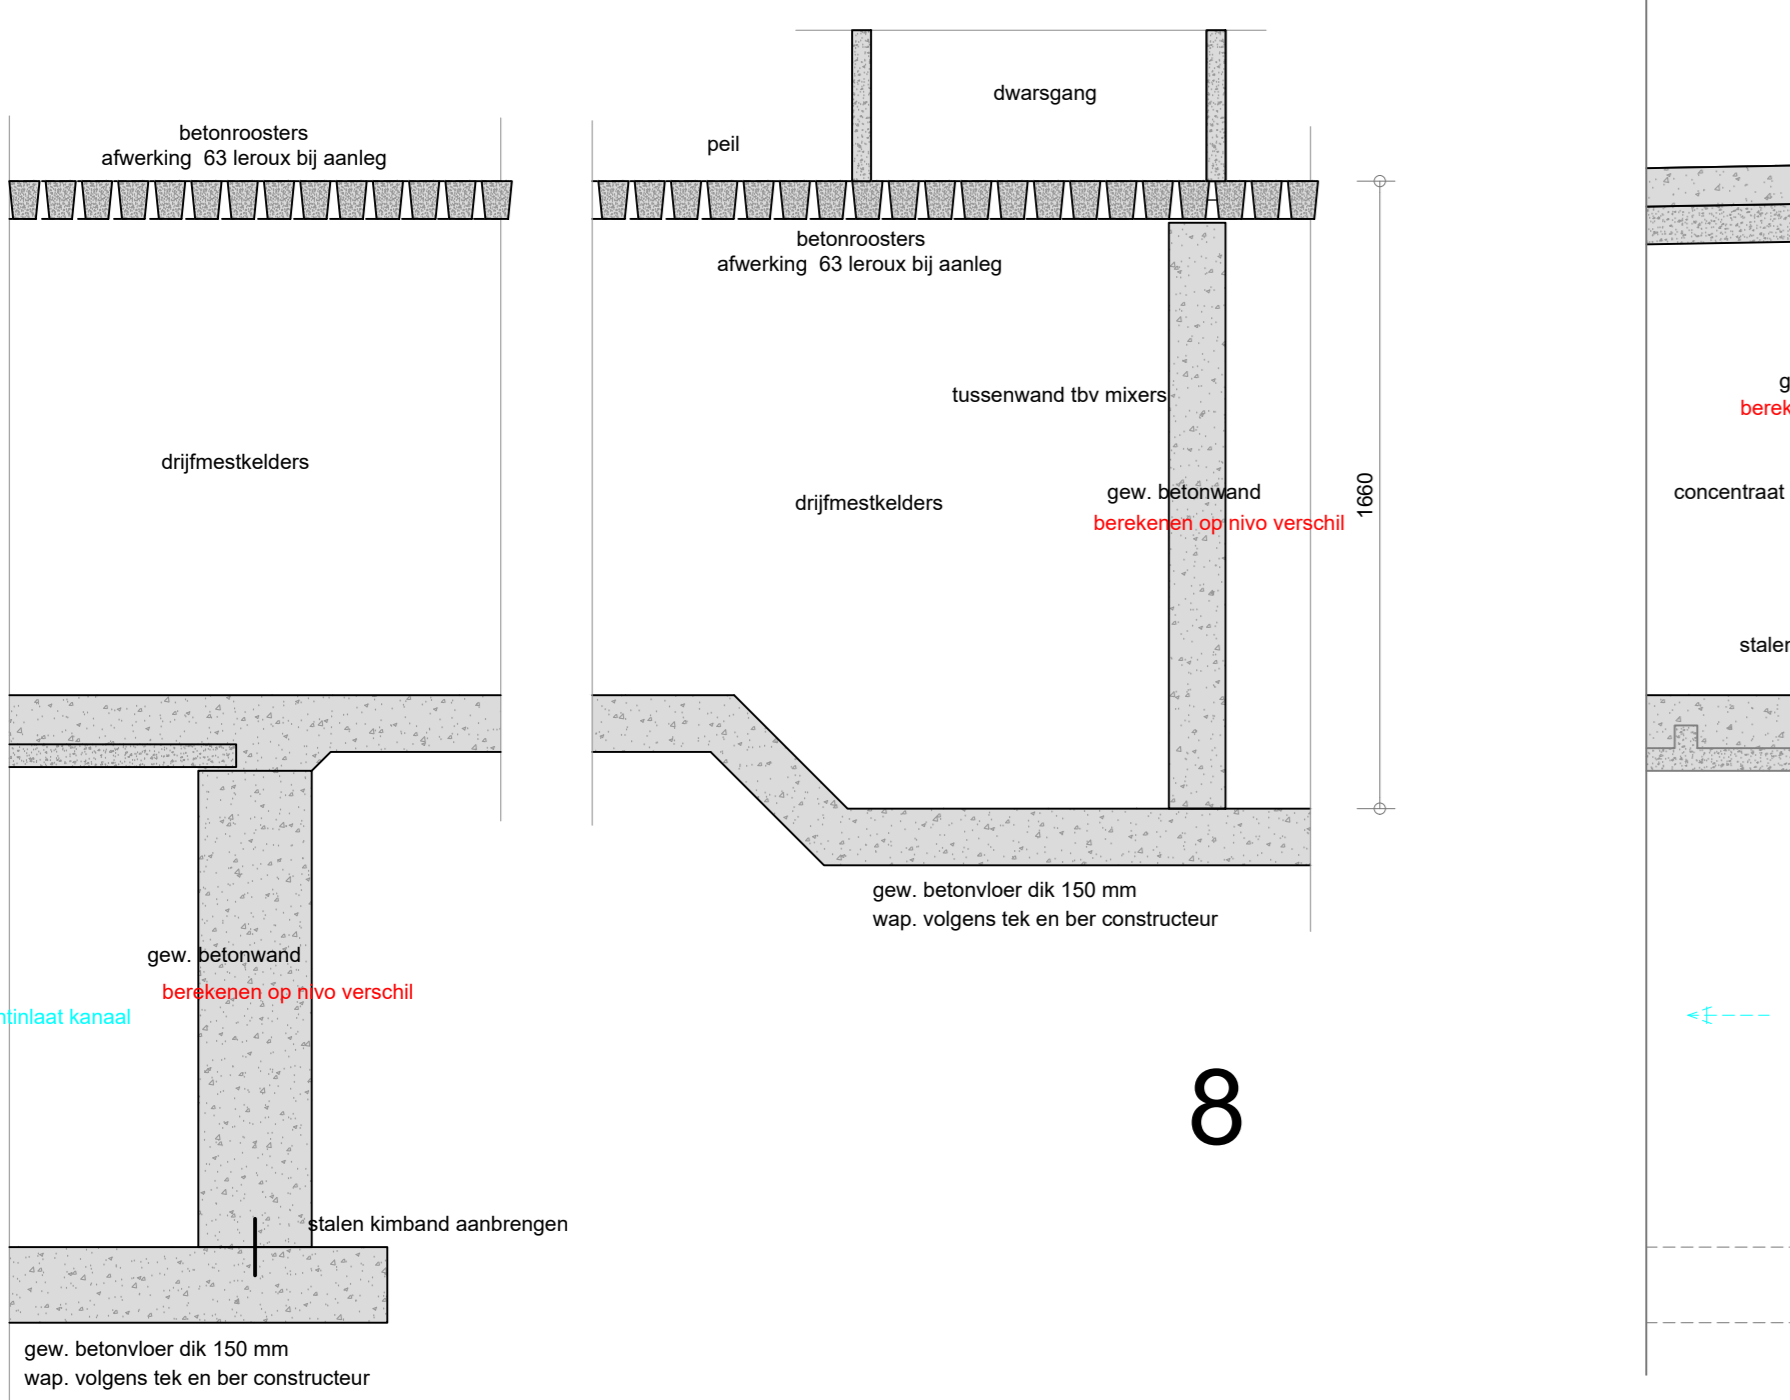 dwarsgang
betonroosters
afwerking 63 leroux bij aanleg
peil
betonroosters
afwerking 63 leroux bij aanleg
tussenwand tbv mixers
drijfmestkelders
drijfmestkelders
gew. betonwand
berekenen op nivo verschil
1660
concentraat
gew. betonvloer dik 150 mm
wap. volgens tek en ber constructeur
gew. betonwand
berekenen op nivo verschil
ntinlaat kanaal
8
stalen kimband aanbrengen
gew. betonvloer dik 150 mm
wap. volgens tek en ber constructeur